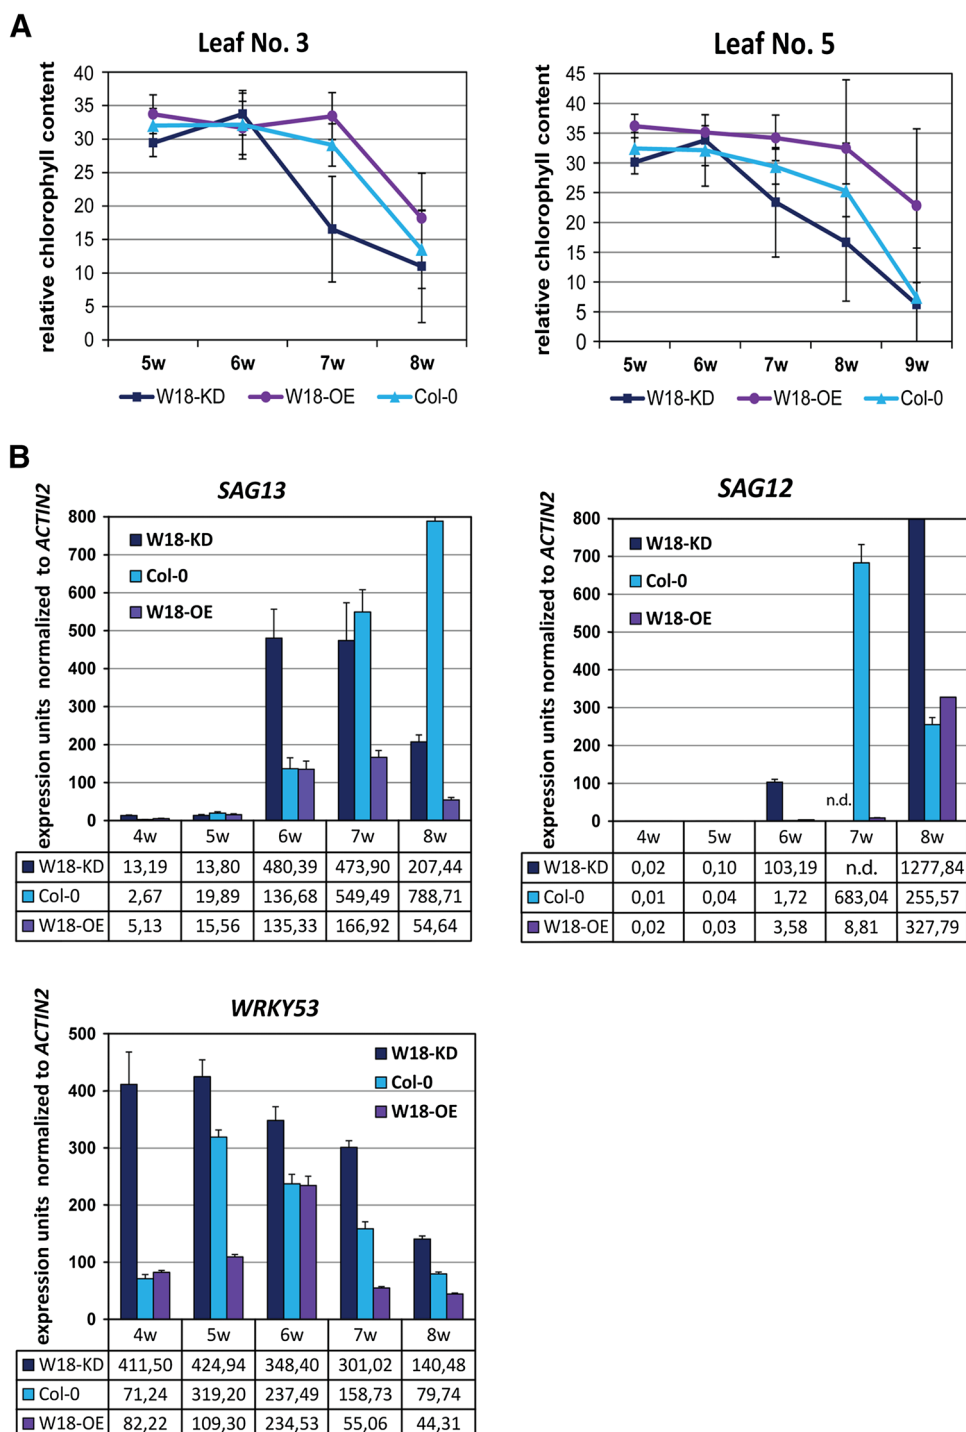 A
Leaf No. 3
relative chlorophyll content
40
35
30
25
20
15
10
5
0
5w 6w 7w 8w
W18-KD W18-OE Col-0
Leaf No. 5
relative chlorophyll content
45
40
35
30
25
20
15
10
5
0
5w 6w 7w 8w 9w
W18-KD W18-OE Col-0
B
SAG13
expression units normalized to ACTIN2
800
700
600
500
400
300
200
100
0
W18-KD
Col-0
W18-OE
4w 5w 6w 7w 8w
W18-KD 13,19 13,80 480,39 473,90 207,44
Col-0 2,67 19,89 136,68 549,49 788,71
W18-OE 5,13 15,56 135,33 166,92 54,64
SAG12
expression units normalized to ACTIN2
800
700
600
500
400
300
200
100
0
W18-KD
Col-0
W18-OE
n.d.
4w 5w 6w 7w 8w
W18-KD 0,02 0,10 103,19 n.d. 1277,84
Col-0 0,01 0,04 1,72 683,04 255,57
W18-OE 0,02 0,03 3,58 8,81 327,79
WRKY53
expression units normalized to ACTIN2
500
400
300
200
100
0
W18-KD
Col-0
W18-OE
4w 5w 6w 7w 8w
W18-KD 411,50 424,94 348,40 301,02 140,48
Col-0 71,24 319,20 237,49 158,73 79,74
W18-OE 82,22 109,30 234,53 55,06 44,31